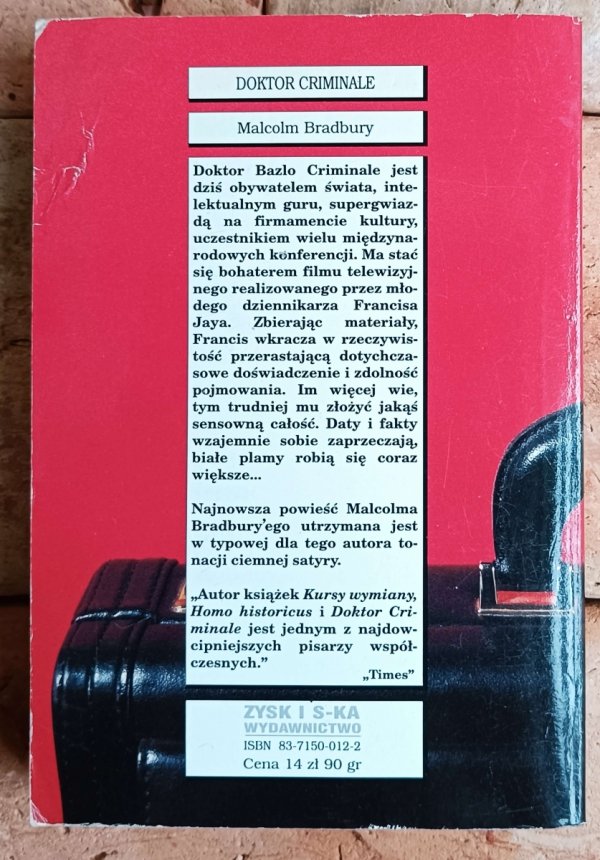 DOKTOR CRIMINALE
Malcolm Bradbury
Doktor Bazlo Criminale jest
dziś obywatelem świata, inte-
lektualnym guru, supergwiaz-
dą na firmamencie kultury,
uczestnikiem wielu międzyna-
rodowych konferencji. Ma stać
się bohaterem filmu telewizyj-
nego realizowanego przez mło-
dego dziennikarza Francisa
Jaya. Zbierając materiały,
Francis wkracza w rzeczywis-
tość przerastającą dotychcza-
sowe doświadczenie i zdolność
pojmowania. Im więcej wie,
tym trudniej mu złożyć jakąś
sensowną całość. Daty i fakty
wzajemnie sobie zaprzeczają,
białe plamy robią się coraz
większe...
Najnowsza powieść Malcolma
Bradbury'ego utrzymana jest
w typowej dla tego autora to-
nacji ciemnej satyry.
„Autor książek Kursy wymiany,
Homo historicus i Doktor Cri-
minale jest jednym z najdow-
cipniejszych pisarzy współ-
czesnych.”
„Times”
ZYSK I S-KA
WYDAWNICTWO
ISBN 83-7150-012-2
Cena 14 zł 90 gr